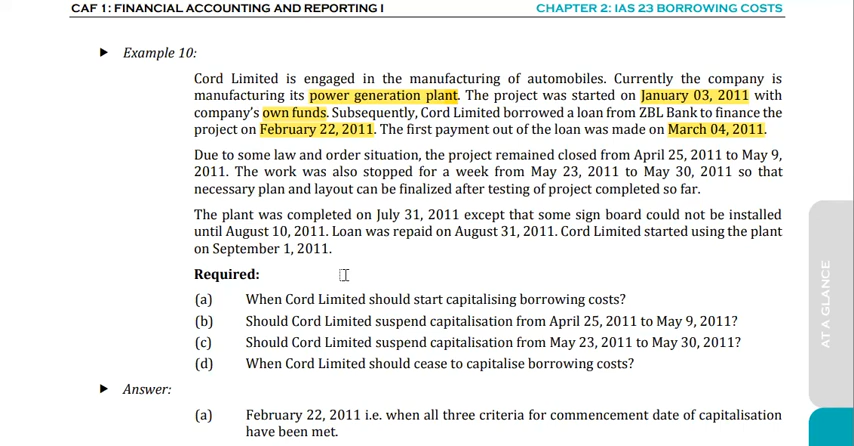 CAF 1: FINANCIAL ACCOUNTING AND REPORTING I
CHAPTER 2: IAS 23 BORROWING COSTS
Example 10:
Cord Limited is engaged in the manufacturing of automobiles. Currently the company is
manufacturing its power generation plant. The project was started on January 03, 2011 with
company's own funds. Subsequently, Cord Limited borrowed a loan from ZBL Bank to finance the
project on February 22, 2011. The first payment out of the loan was made on March 04, 2011.
Due to some law and order situation, the project remained closed from April 25, 2011 to May 9,
2011. The work was also stopped for a week from May 23, 2011 to May 30, 2011 so that
necessary plan and layout can be finalized after testing of project completed so far.
The plant was completed on July 31, 2011 except that some sign board could not be installed
until August 10, 2011. Loan was repaid on August 31, 2011. Cord Limited started using the plant
on September 1, 2011.
Required:
(a) When Cord Limited should start capitalising borrowing costs?
(b) Should Cord Limited suspend capitalisation from April 25, 2011 to May 9, 2011?
(c) Should Cord Limited suspend capitalisation from May 23, 2011 to May 30, 2011?
(d) When Cord Limited should cease to capitalise borrowing costs?
Answer:
(a) February 22, 2011 i.e. when all three criteria for commencement date of capitalisation
have been met.
AT A GLANCE